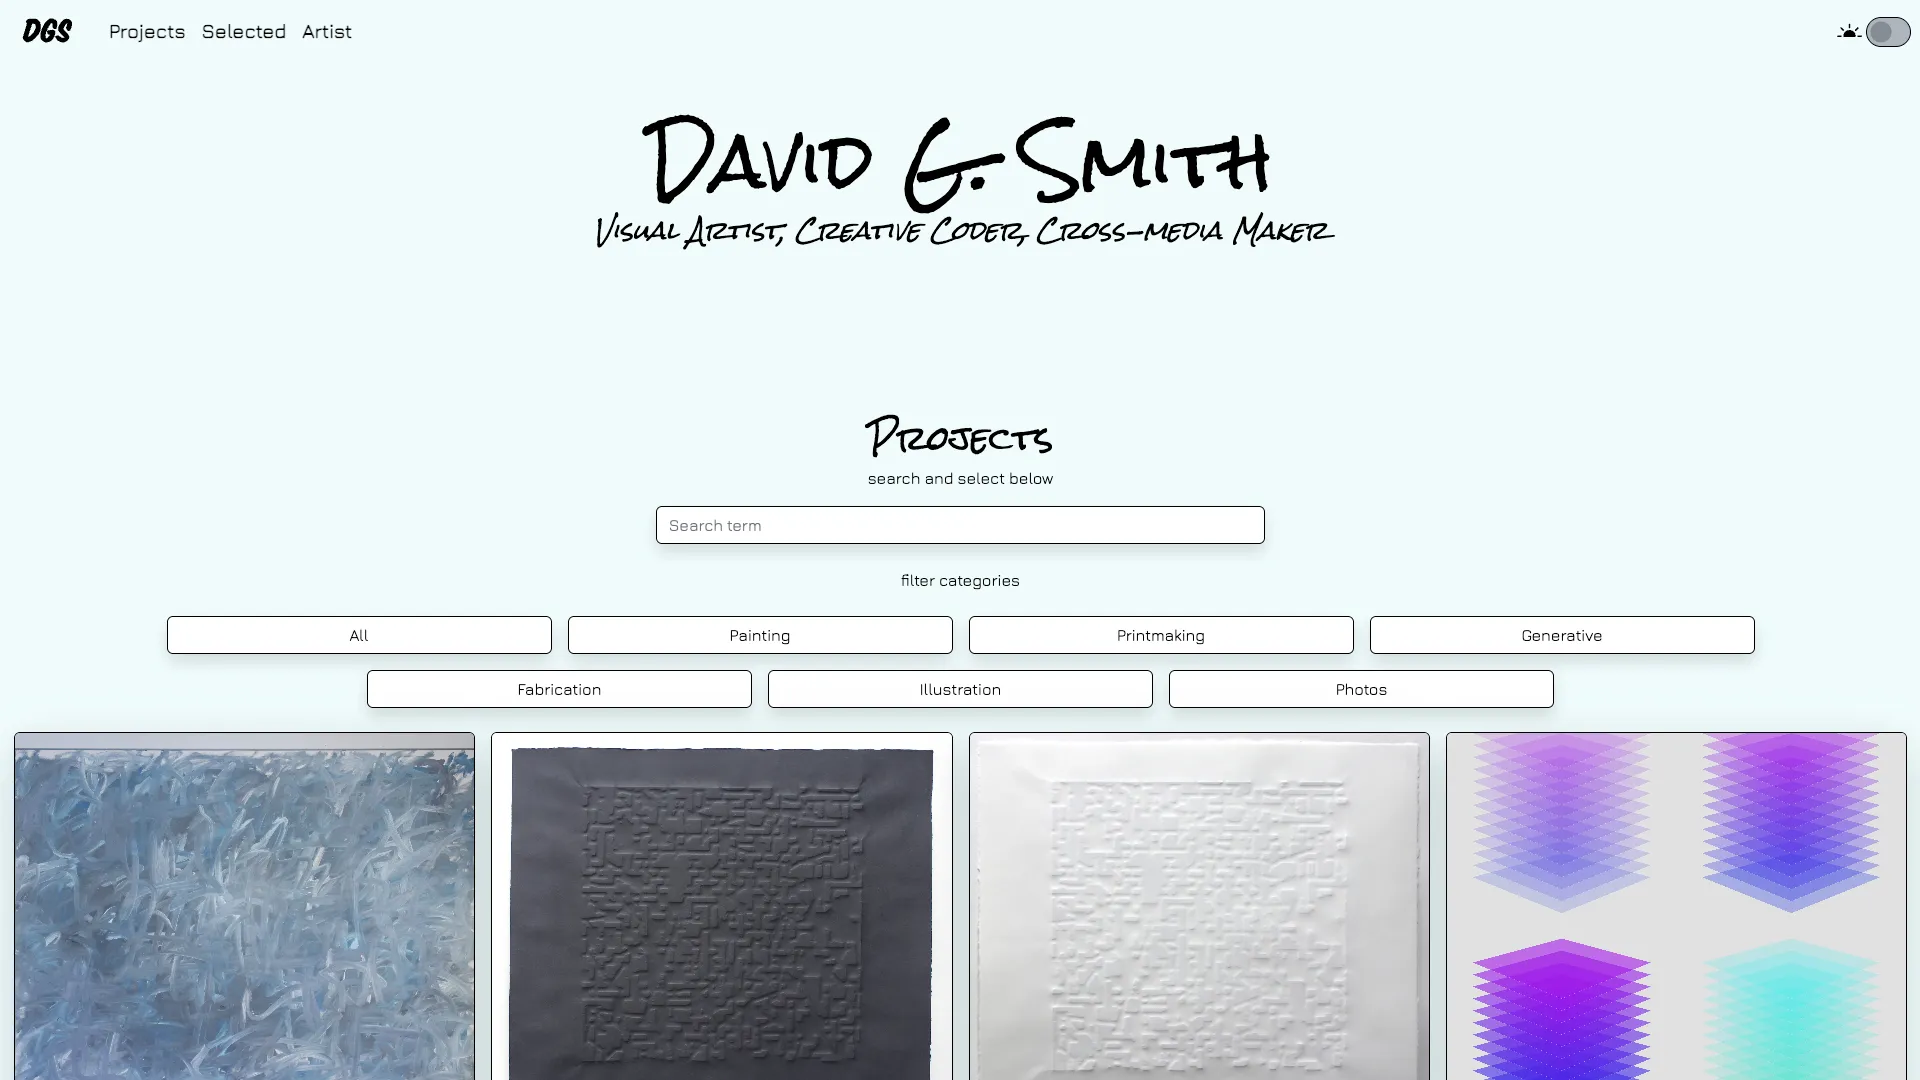 DGS
Projects Selected Artist
David G. Smith
Visual Artist, Creative Coder, Cross-media Maker
Projects
search and select below
Search term
filter categories
All
Painting
Printmaking
Generative
Fabrication
Illustration
Photos